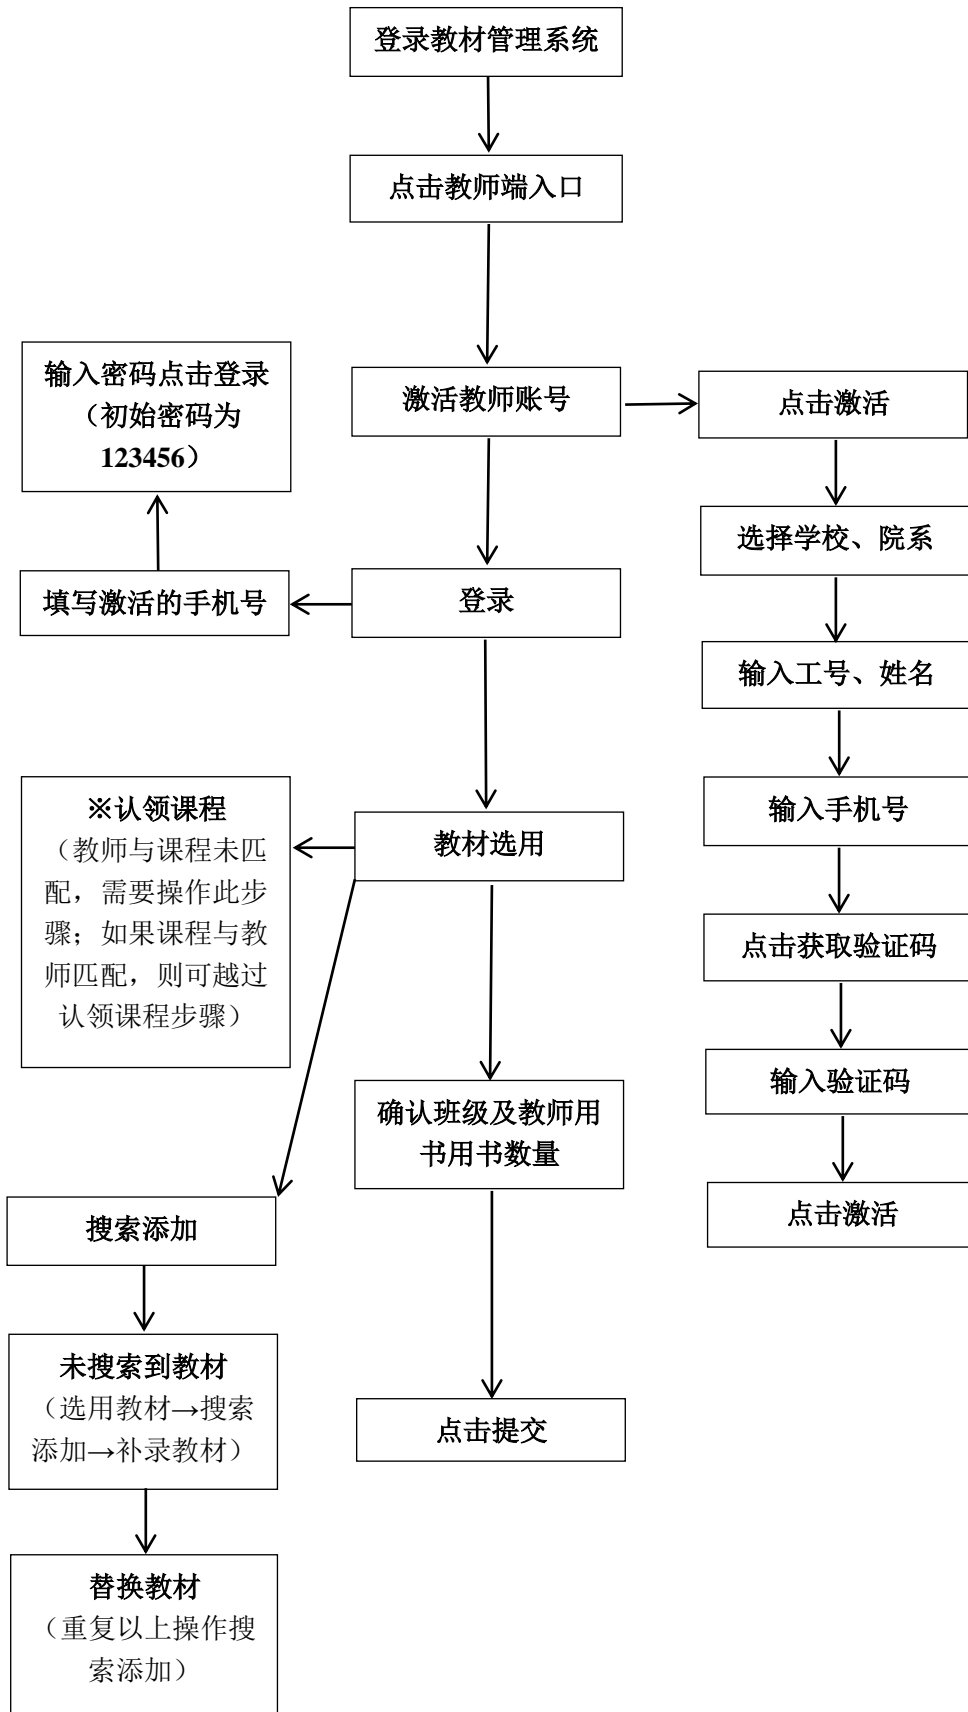 登录教材管理系统
点击教师端入口
输入密码点击登录
（初始密码为
123456）
激活教师账号
点击激活
选择学校、院系
填写激活的手机号
登录
输入工号、姓名
※认领课程
（教师与课程未匹
配，需要操作此步
骤；如果课程与教
师匹配，则可越过
认领课程步骤）
教材选用
输入手机号
点击获取验证码
输入验证码
确认班级及教师用
书用书数量
点击激活
搜索添加
未搜索到教材
（选用教材→搜索
添加→补录教材）
点击提交
替换教材
（重复以上操作搜
索添加）